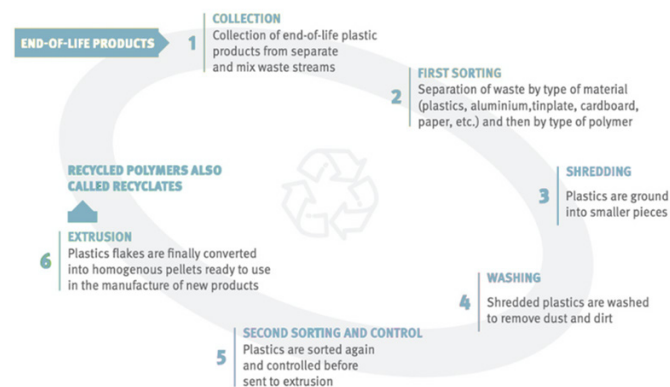 END-OF-LIFE PRODUCTS
1
COLLECTION
Collection of end-of-life plastic
products from separate
and mix waste streams
2
FIRST SORTING
Separation of waste by type of material
(plastics, aluminium,tinplate, cardboard,
paper, etc.) and then by type of polymer
3
SHREDDING
Plastics are ground
into smaller pieces
4
WASHING
Shredded plastics are washed
to remove dust and dirt
5
SECOND SORTING AND CONTROL
Plastics are sorted again
and controlled before
sent to extrusion
6
EXTRUSION
Plastics flakes are finally converted
into homogenous pellets ready to use
in the manufacture of new products
RECYCLED POLYMERS ALSO
CALLED RECYCLATES